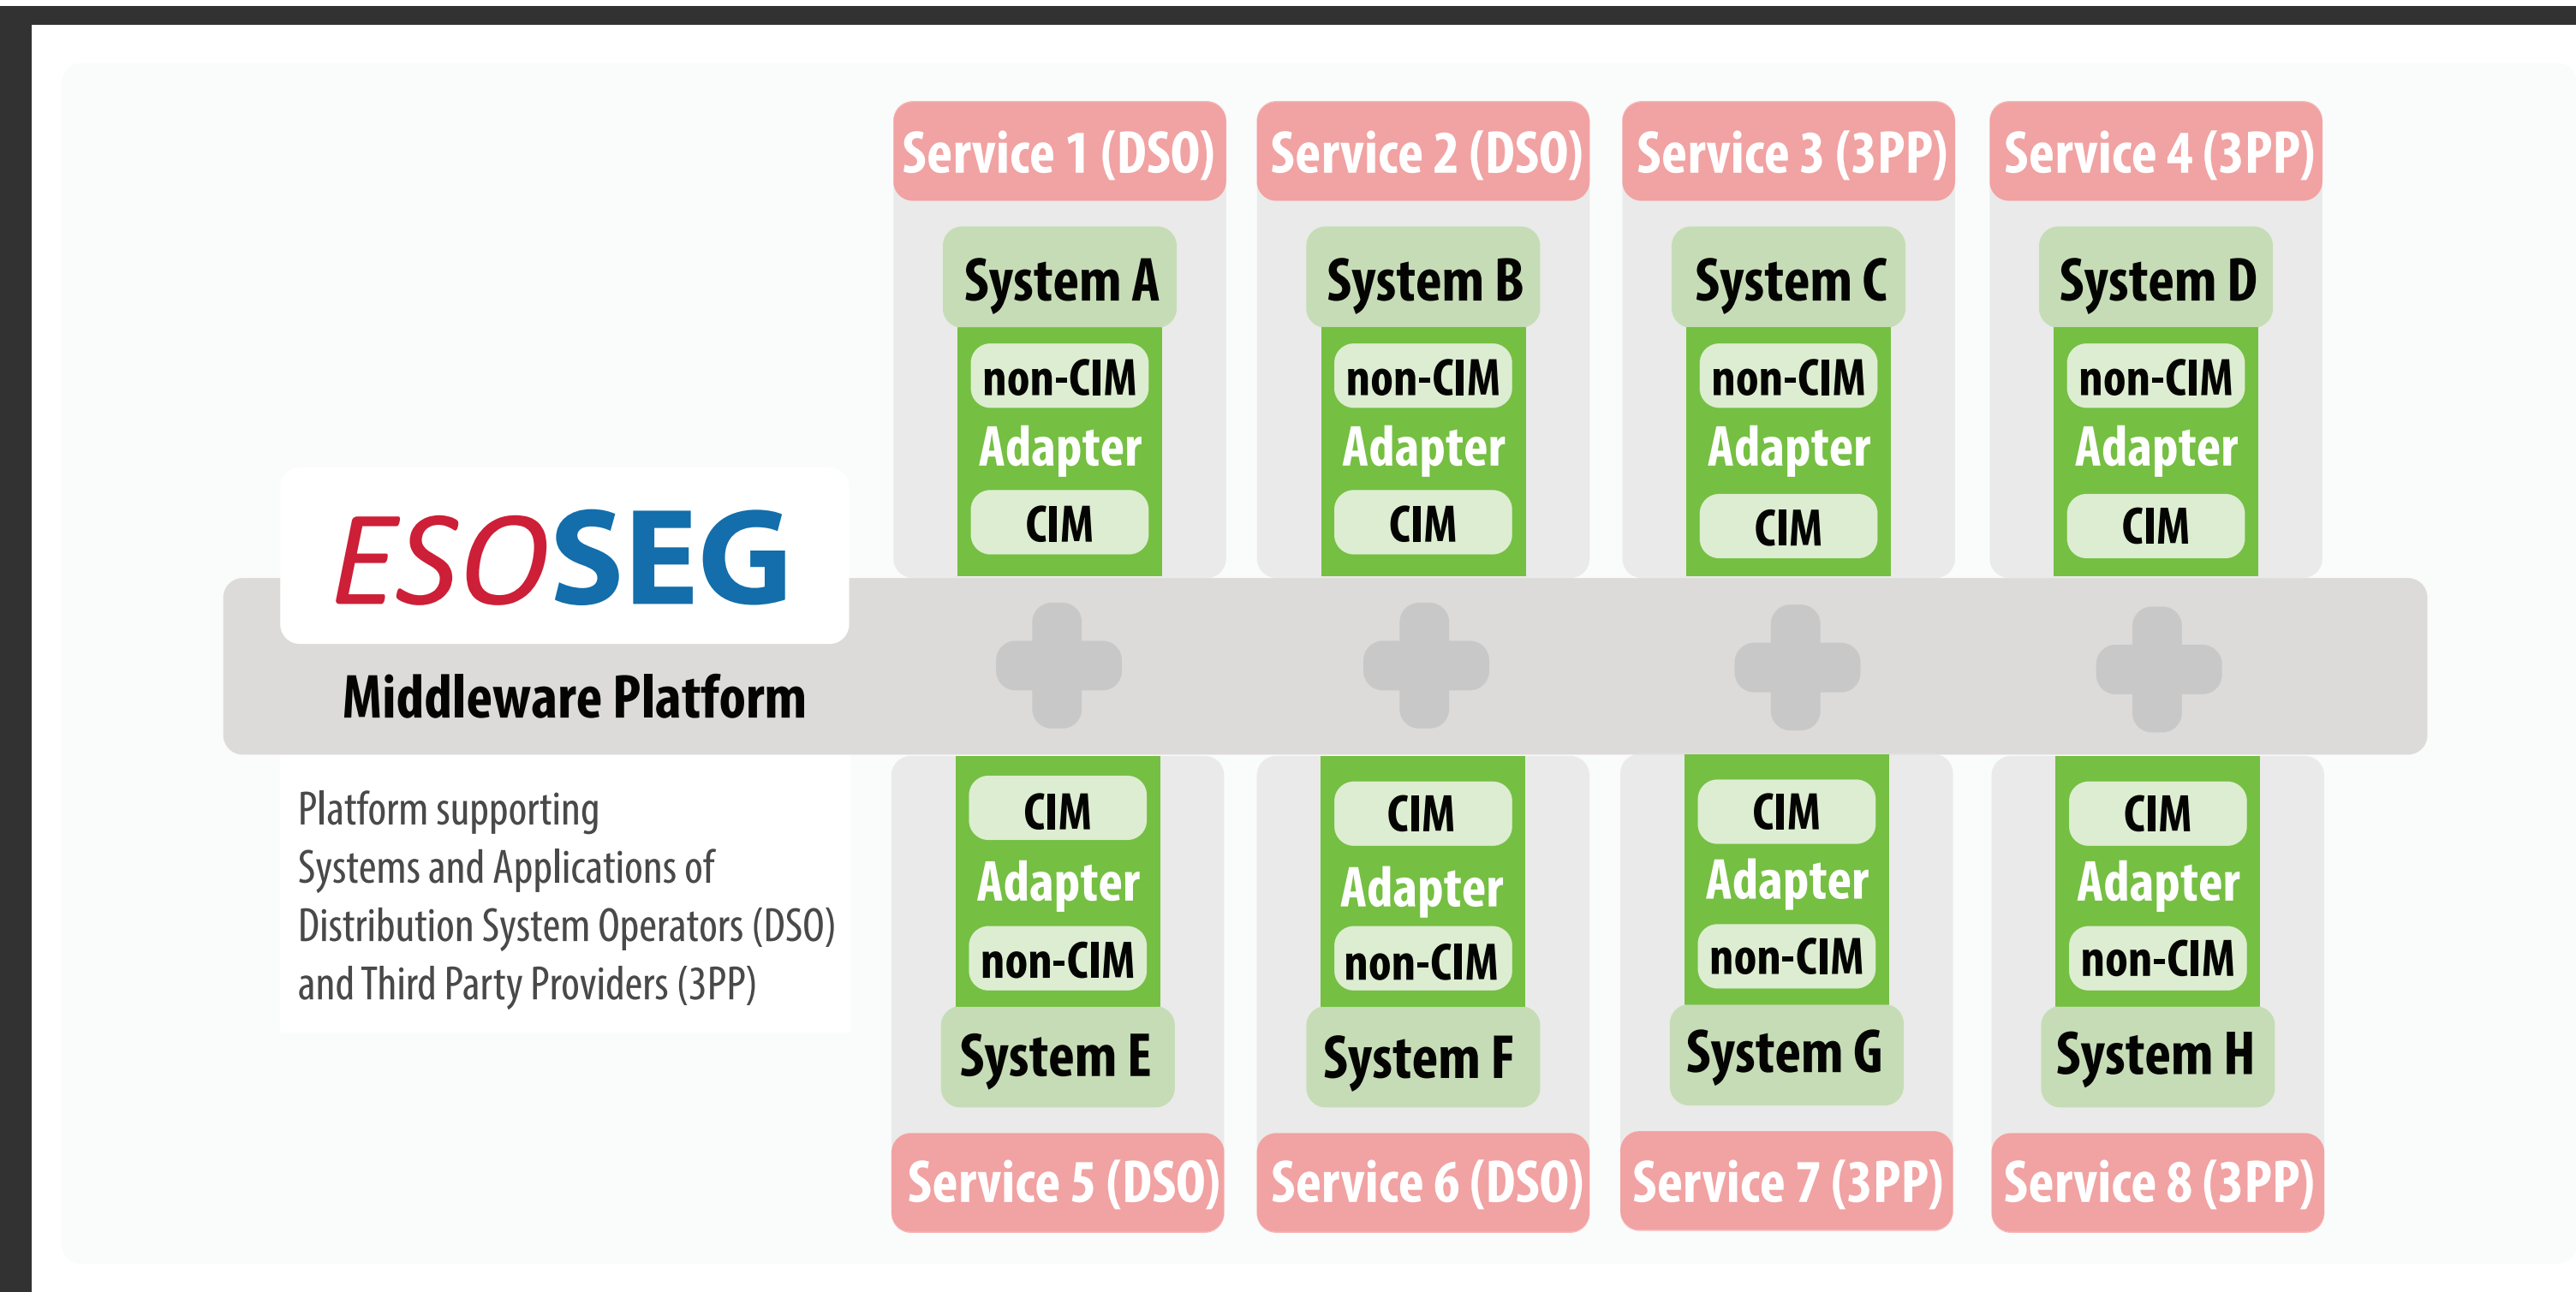 Service 1 (DSO)
Service 2 (DSO)
Service 3 (3PP)
Service 4 (3PP)
System A
System B
System C
System D
non-CIM
non-CIM
non-CIM
non-CIM
Adapter
Adapter
Adapter
Adapter
CIM
CIM
CIM
CIM
ESOSEG
Middleware Platform
Platform supporting
Systems and Applications of
Distribution System Operators (DSO)
and Third Party Providers (3PP)
CIM
CIM
CIM
CIM
Adapter
Adapter
Adapter
Adapter
non-CIM
non-CIM
non-CIM
non-CIM
System E
System F
System G
System H
Service 5 (DSO)
Service 6 (DSO)
Service 7 (3PP)
Service 8 (3PP)